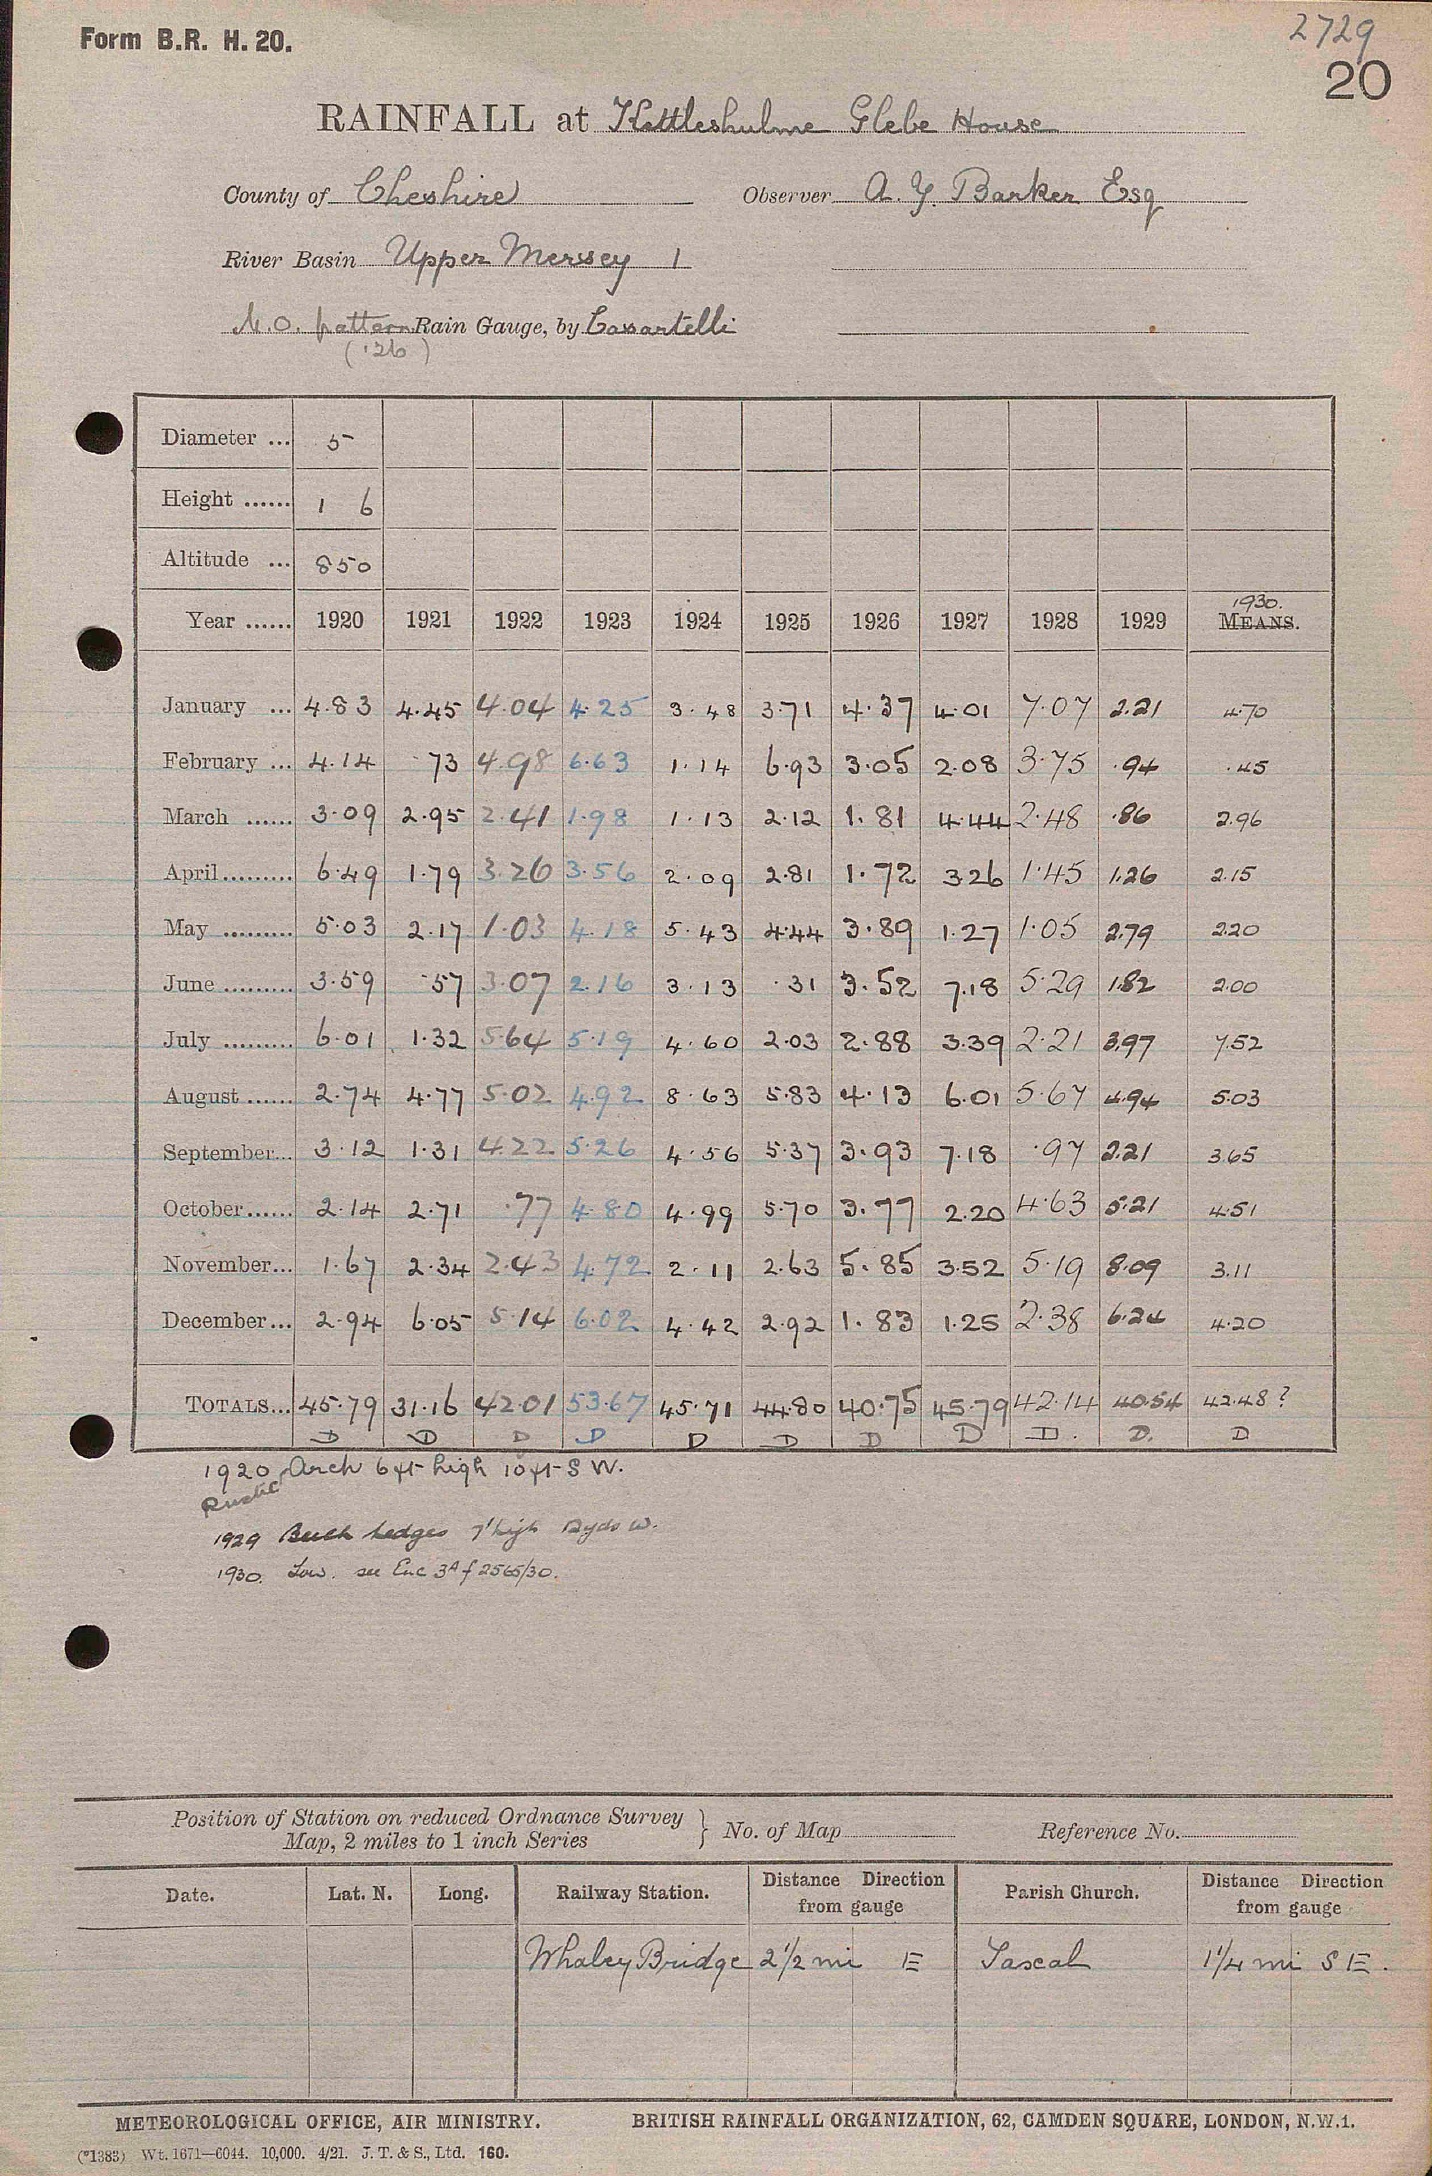 2729
Form B.R. H. 20.
20
RAINFALL at Kettleshulme Glebe House
County of Cheshire Observer A. Y. Barker Esq
River Basin Upper Mersey 1
M.O. pattern Rain Gauge, by Casartelli
('26)
Diameter ... 5
Height ...... 1 6
Altitude ... 850
1930.
Year ...... 1920 1921 1922 1923 1924 1925 1926 1927 1928 1929 MEANS.
January ... 4.83 4.45 4.04 4.25 3.48 3.71 4.37 4.01 7.07 2.21 4.70
February ... 4.14 .73 4.98 6.63 1.14 6.93 3.05 2.08 3.75 .94 .45
March ...... 3.09 2.95 2.41 1.98 1.13 2.12 1.81 4.44 2.48 .86 2.96
April......... 6.49 1.79 3.26 3.56 2.09 2.81 1.72 3.26 1.45 1.26 2.15
May ......... 5.03 2.17 1.03 4.18 5.43 4.44 3.89 1.27 1.05 2.79 2.20
June ......... 3.59 .57 3.07 2.16 3.13 .31 3.52 7.18 5.29 1.82 2.00
July ......... 6.01 1.32 5.64 5.19 4.60 2.03 2.88 3.39 2.21 3.97 7.52
August ...... 2.74 4.77 5.02 4.92 8.63 5.83 4.13 6.01 5.67 4.94 5.03
September... 3.12 1.31 4.22 5.26 4.56 5.37 3.93 7.18 .97 2.21 3.65
October...... 2.14 2.71 .77 4.80 4.99 5.70 3.77 2.20 4.63 5.21 4.51
November... 1.67 2.34 2.43 4.72 2.11 2.63 5.85 3.52 5.19 8.09 3.11
December... 2.94 6.05 5.14 6.02 4.42 2.92 1.83 1.25 2.38 6.24 4.20
TOTALS... 45.79 31.16 42.01 53.67 45.71 44.80 40.75 45.79 42.14 40.54 42.48 ?
D D D D D D D D D. D. D
1920 Arch 6 ft high 10 ft S W.
Rustic
1929 Beech hedges 7' high yds W.
1930. Low. see Enc 3A f 2565/30.
Position of Station on reduced Ordnance Survey
Map, 2 miles to 1 inch Series } No. of Map Reference No.
Date. Lat. N. Long. Railway Station. Distance Direction from gauge Parish Church. Distance Direction from gauge
Whaley Bridge 2 1/2 mi E Taxal 1 1/4 mi S E.
METEOROLOGICAL OFFICE, AIR MINISTRY. BRITISH RAINFALL ORGANIZATION, 62, CAMDEN SQUARE, LONDON, N.W.1.
(*1383) Wt. 1671—6044. 10,000. 4/21. J. T. & S., Ltd. 160.